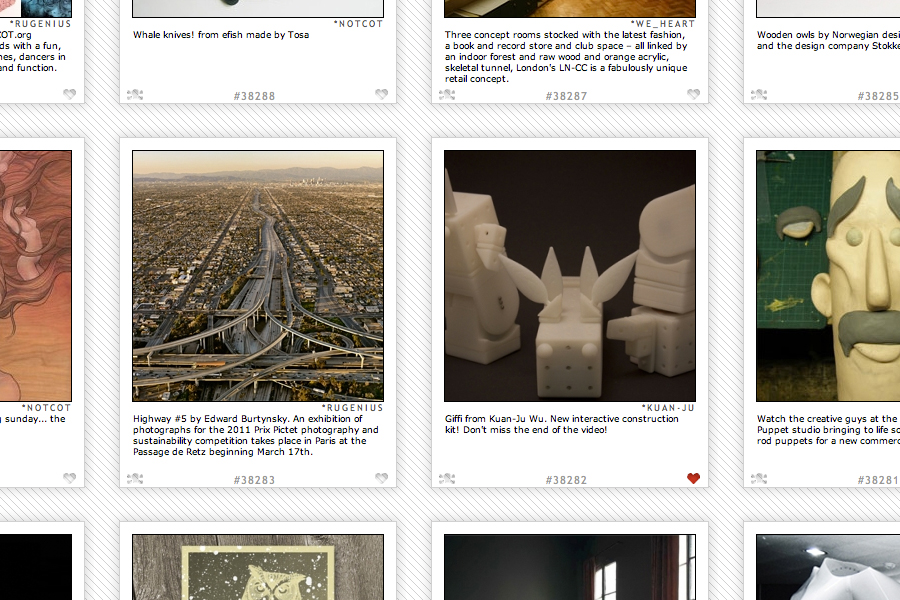 *RUGENIUS
OT.org
ds with a fun,
nes, dancers in
and function.
*NOTCOT
Whale knives! from efish made by Tosa
#38288
*WE_HEART
Three concept rooms stocked with the latest fashion,
a book and record store and club space – all linked by
an indoor forest and raw wood and orange acrylic,
skeletal tunnel, London's LN-CC is a fabulously unique
retail concept.
#38287
Wooden owls by Norwegian desi
and the design company Stokke
#38285
*NOTCOT
g sunday... the
*RUGENIUS
Highway #5 by Edward Burtynsky. An exhibition of
photographs for the 2011 Prix Pictet photography and
sustainability competition takes place in Paris at the
Passage de Retz beginning March 17th.
#38283
*KUAN-JU
Giffi from Kuan-Ju Wu. New interactive construction
kit! Don't miss the end of the video!
#38282
Watch the creative guys at the
Puppet studio bringing to life so
rod puppets for a new commerc
#38281